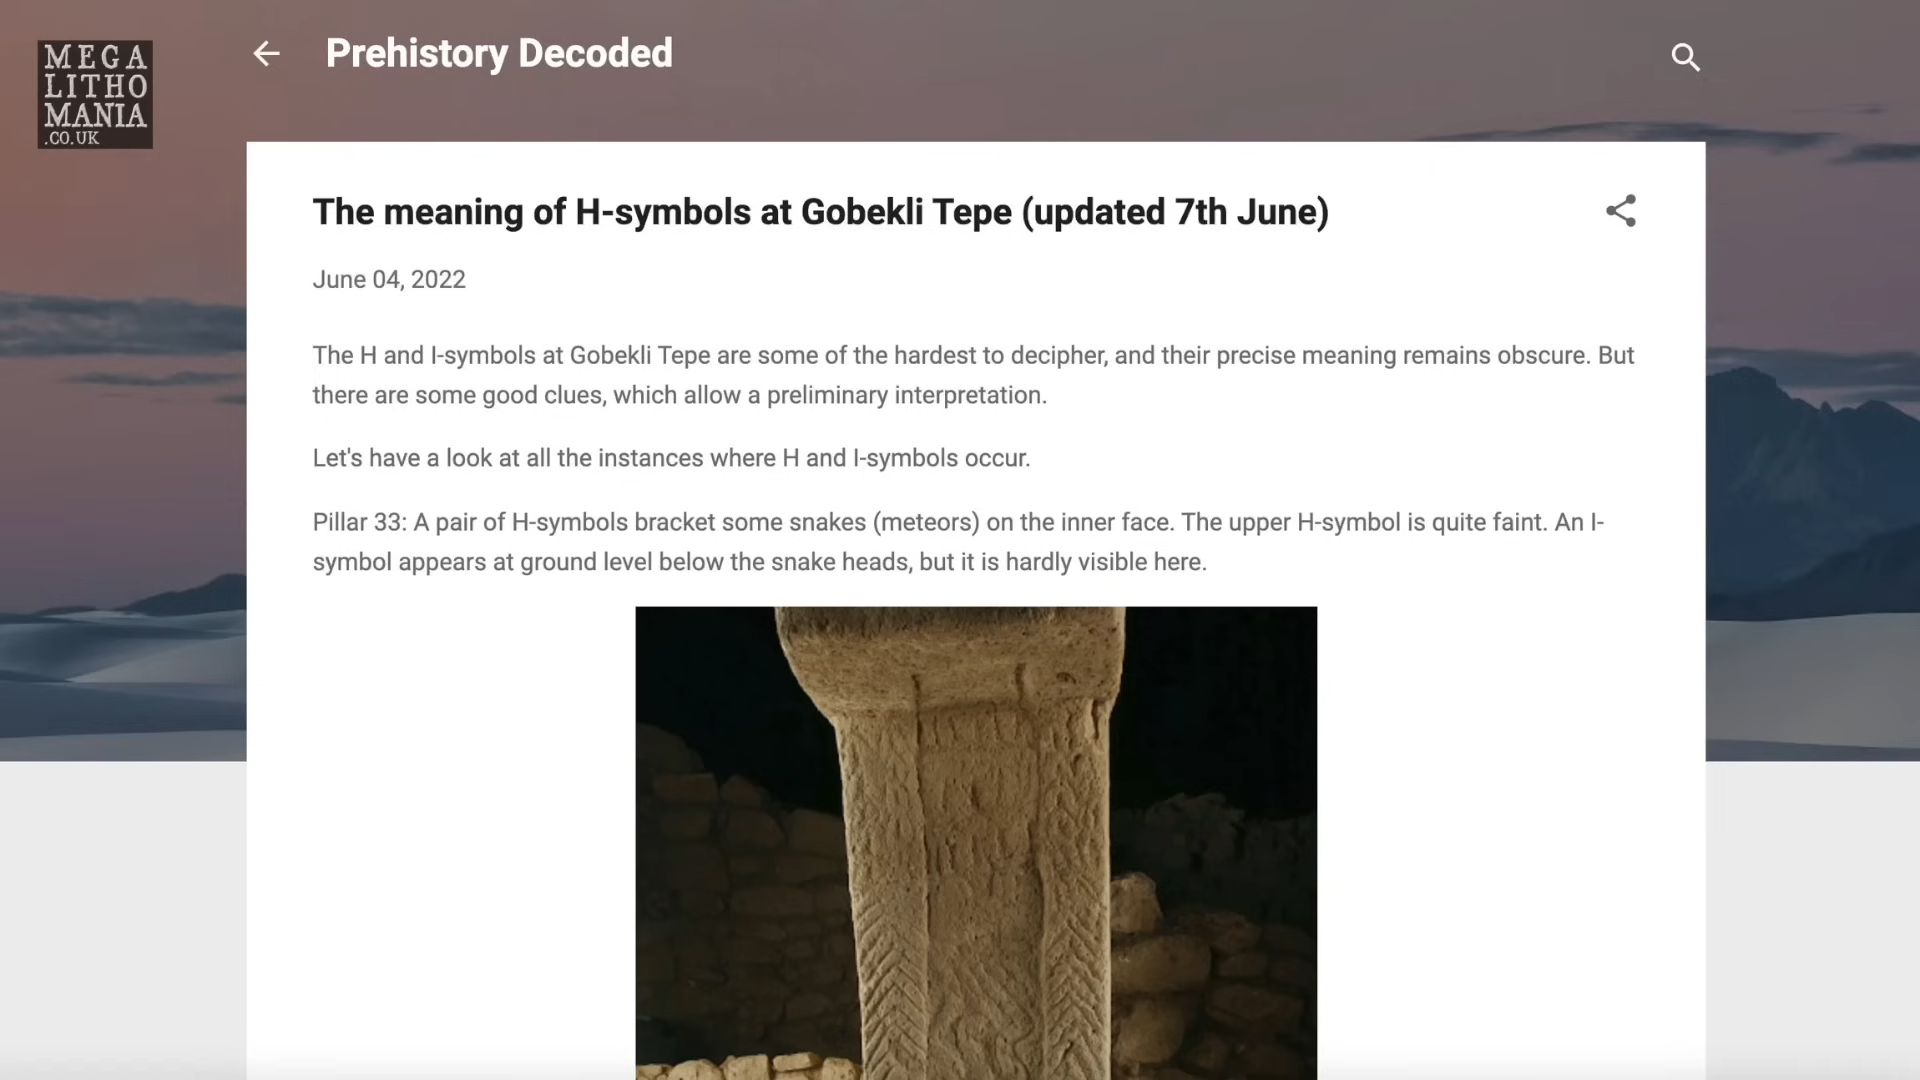 MEGA
LITHO
MANIA
.CO.UK
Prehistory Decoded
The meaning of H-symbols at Gobekli Tepe (updated 7th June)
June 04, 2022
The H and I-symbols at Gobekli Tepe are some of the hardest to decipher, and their precise meaning remains obscure. But
there are some good clues, which allow a preliminary interpretation.
Let's have a look at all the instances where H and I-symbols occur.
Pillar 33: A pair of H-symbols bracket some snakes (meteors) on the inner face. The upper H-symbol is quite faint. An I-
symbol appears at ground level below the snake heads, but it is hardly visible here.